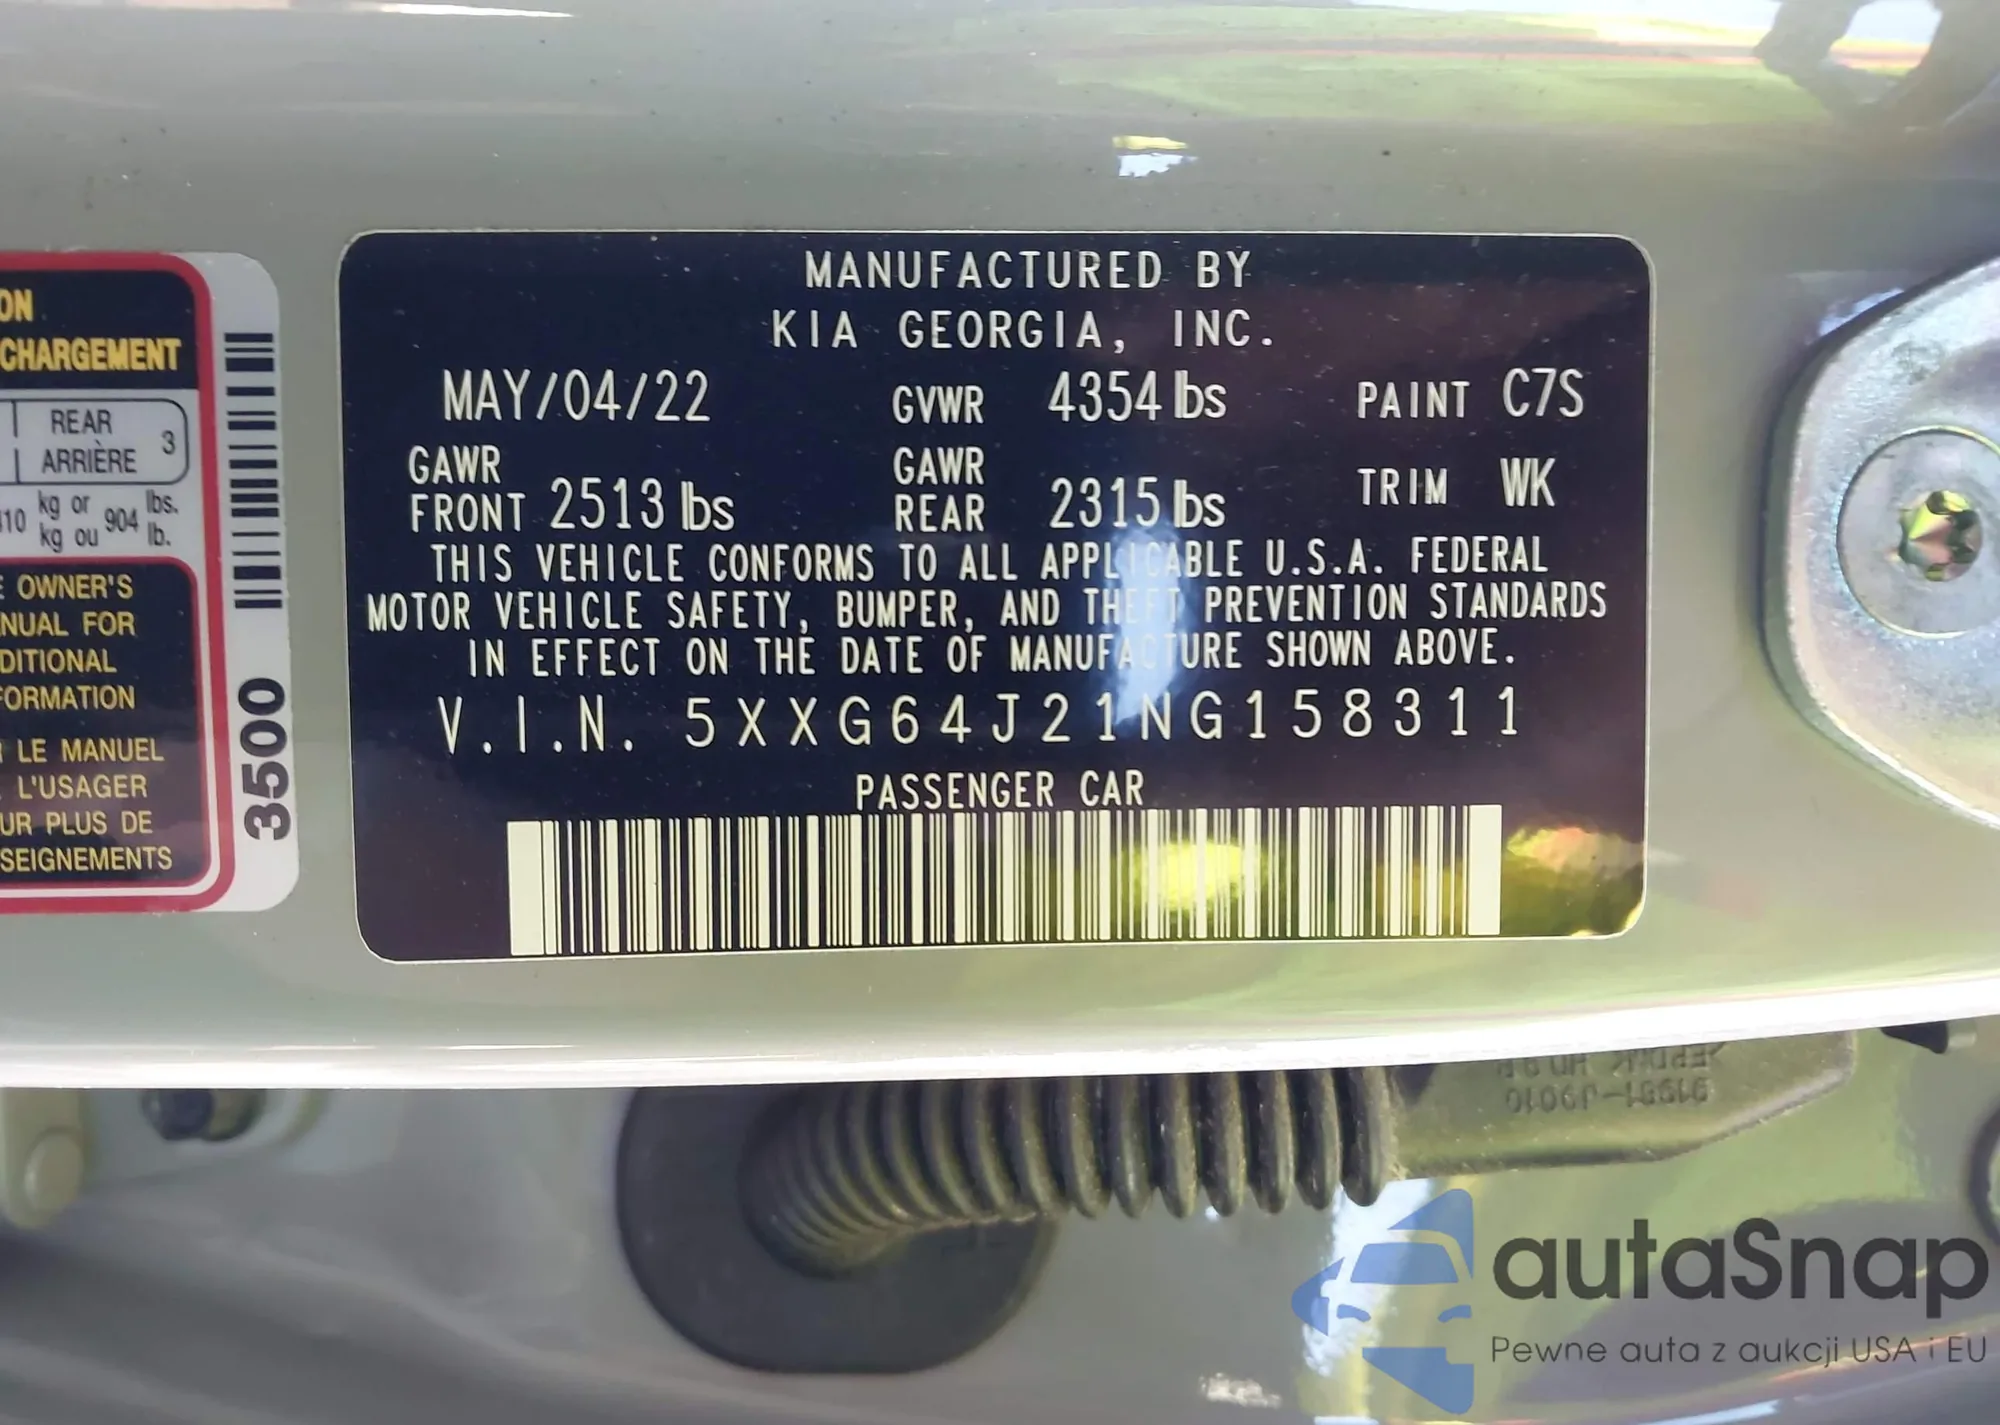 ON
CHARGEMENT
REAR
ARRIÈRE 3
kg or 904 lbs.
kg ou lb.
OWNER'S
NUAL FOR
DITIONAL
FORMATION
LE MANUEL
L'USAGER
UR PLUS DE
SEIGNEMENTS
3500
MANUFACTURED BY
KIA GEORGIA, INC.
MAY/04/22 GVWR 4354 lbs PAINT C7S
GAWR FRONT 2513 lbs GAWR REAR 2315 lbs TRIM WK
THIS VEHICLE CONFORMS TO ALL APPLICABLE U.S.A. FEDERAL
MOTOR VEHICLE SAFETY, BUMPER, AND THEFT PREVENTION STANDARDS
IN EFFECT ON THE DATE OF MANUFACTURE SHOWN ABOVE.
V.I.N. 5XXG64J21NG158311
PASSENGER CAR
91981-J9010
autaSnap
Pewne auta z aukcji USA i EU